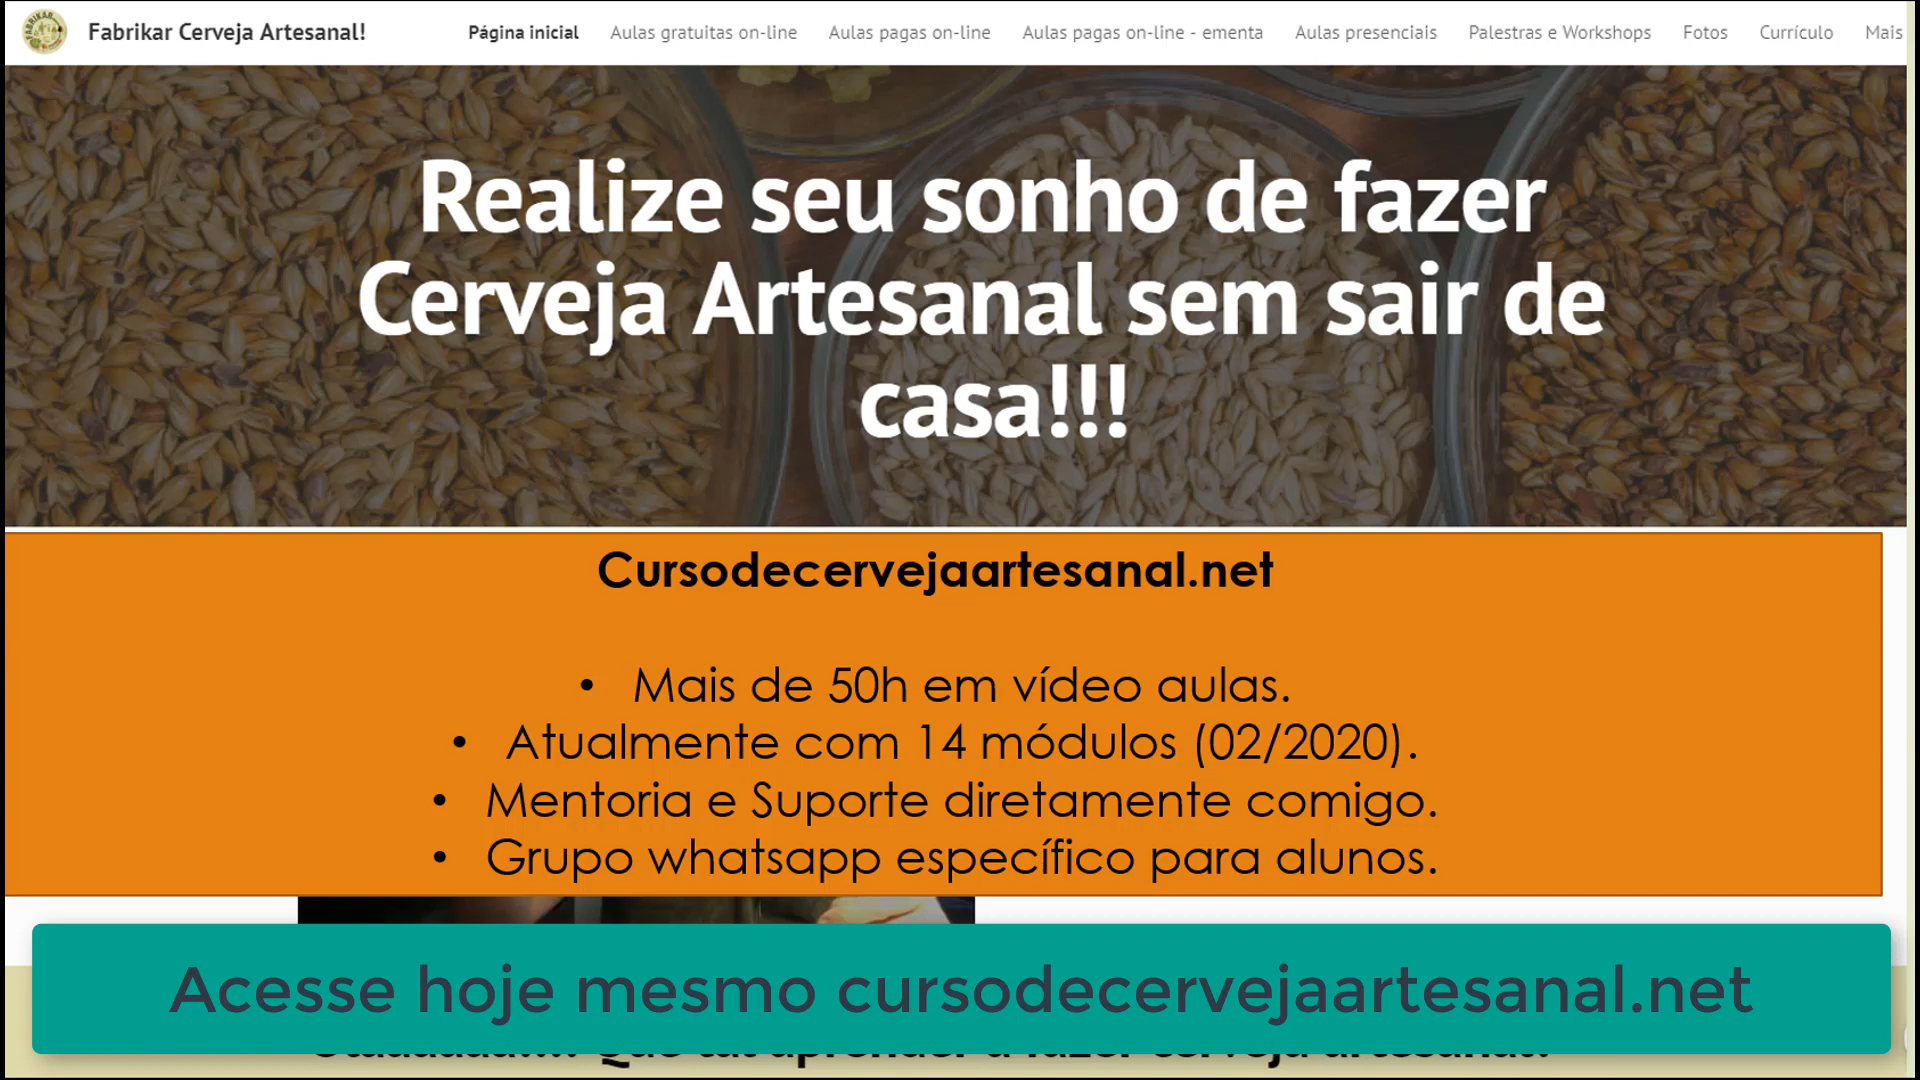 Fabrikar Cerveja Artesanal!
Página inicial
Aulas gratuitas on-line
Aulas pagas on-line
Aulas pagas on-line - ementa
Aulas presenciais
Palestras e Workshops
Fotos
Currículo
Mais
Realize seu sonho de fazer
Cerveja Artesanal sem sair de
casa!!!
Cursodecervejaartesanal.net
• Mais de 50h em vídeo aulas.
• Atualmente com 14 módulos (02/2020).
• Mentoria e Suporte diretamente comigo.
• Grupo whatsapp específico para alunos.
Acesse hoje mesmo cursodecervejaartesanal.net